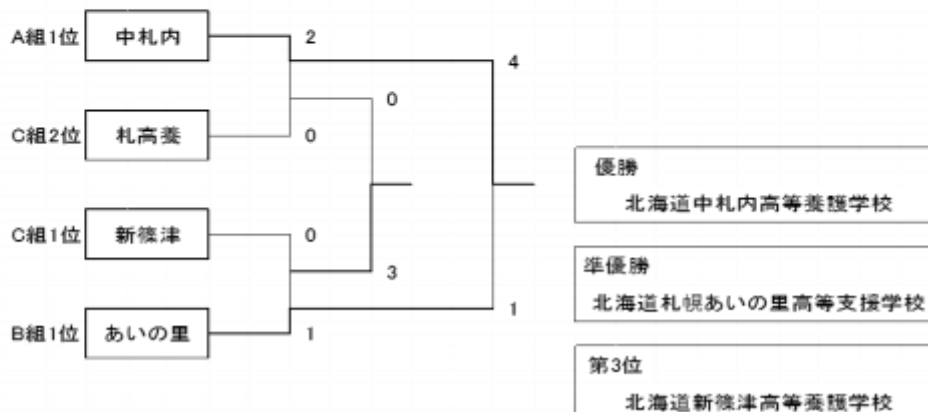 A組1位 中札内 2
4
0
C組2位 札高養 0
優勝
北海道中札内高等養護学校
C組1位 新篠津 0
準優勝
3
北海道札幌あいの里高等支援学校
1
B組1位 あいの里 1
第3位
北海道新篠津高等養護学校